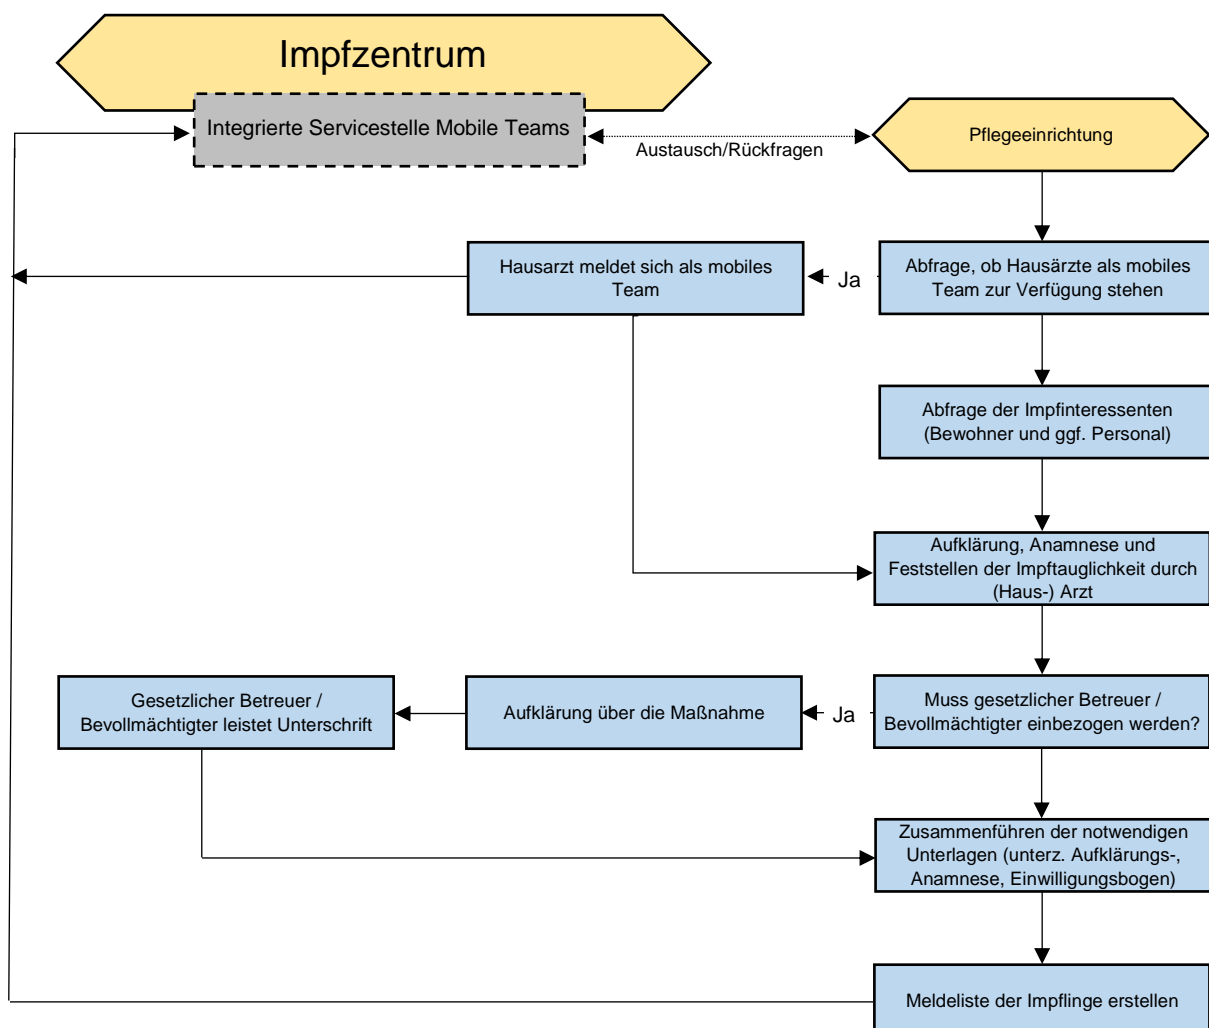 Impfzentrum
Integrierte Servicestelle Mobile Teams
Austausch/Rückfragen
Pflegeeinrichtung
Hausarzt meldet sich als mobiles
Team
Ja
Abfrage, ob Hausärzte als mobiles
Team zur Verfügung stehen
Abfrage der Impfinteressenten
(Bewohner und ggf. Personal)
Aufklärung, Anamnese und
Feststellen der Impftauglichkeit durch
(Haus-) Arzt
Gesetzlicher Betreuer /
Bevollmächtigter leistet Unterschrift
Aufklärung über die Maßnahme
Ja
Muss gesetzlicher Betreuer /
Bevollmächtigter einbezogen werden?
Zusammenführen der notwendigen
Unterlagen (unterz. Aufklärungs-,
Anamnese, Einwilligungsbogen)
Meldeliste der Impflinge erstellen